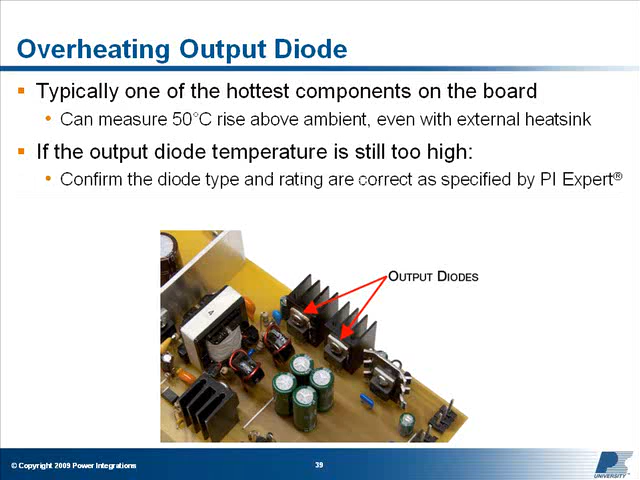 Overheating Output Diode
Typically one of the hottest components on the board
Can measure 50°C rise above ambient, even with external heatsink
If the output diode temperature is still too high:
Confirm the diode type and rating are correct as specified by PI Expert®
OUTPUT DIODES
© Copyright 2009 Power Integrations
39
UNIVERSITY™